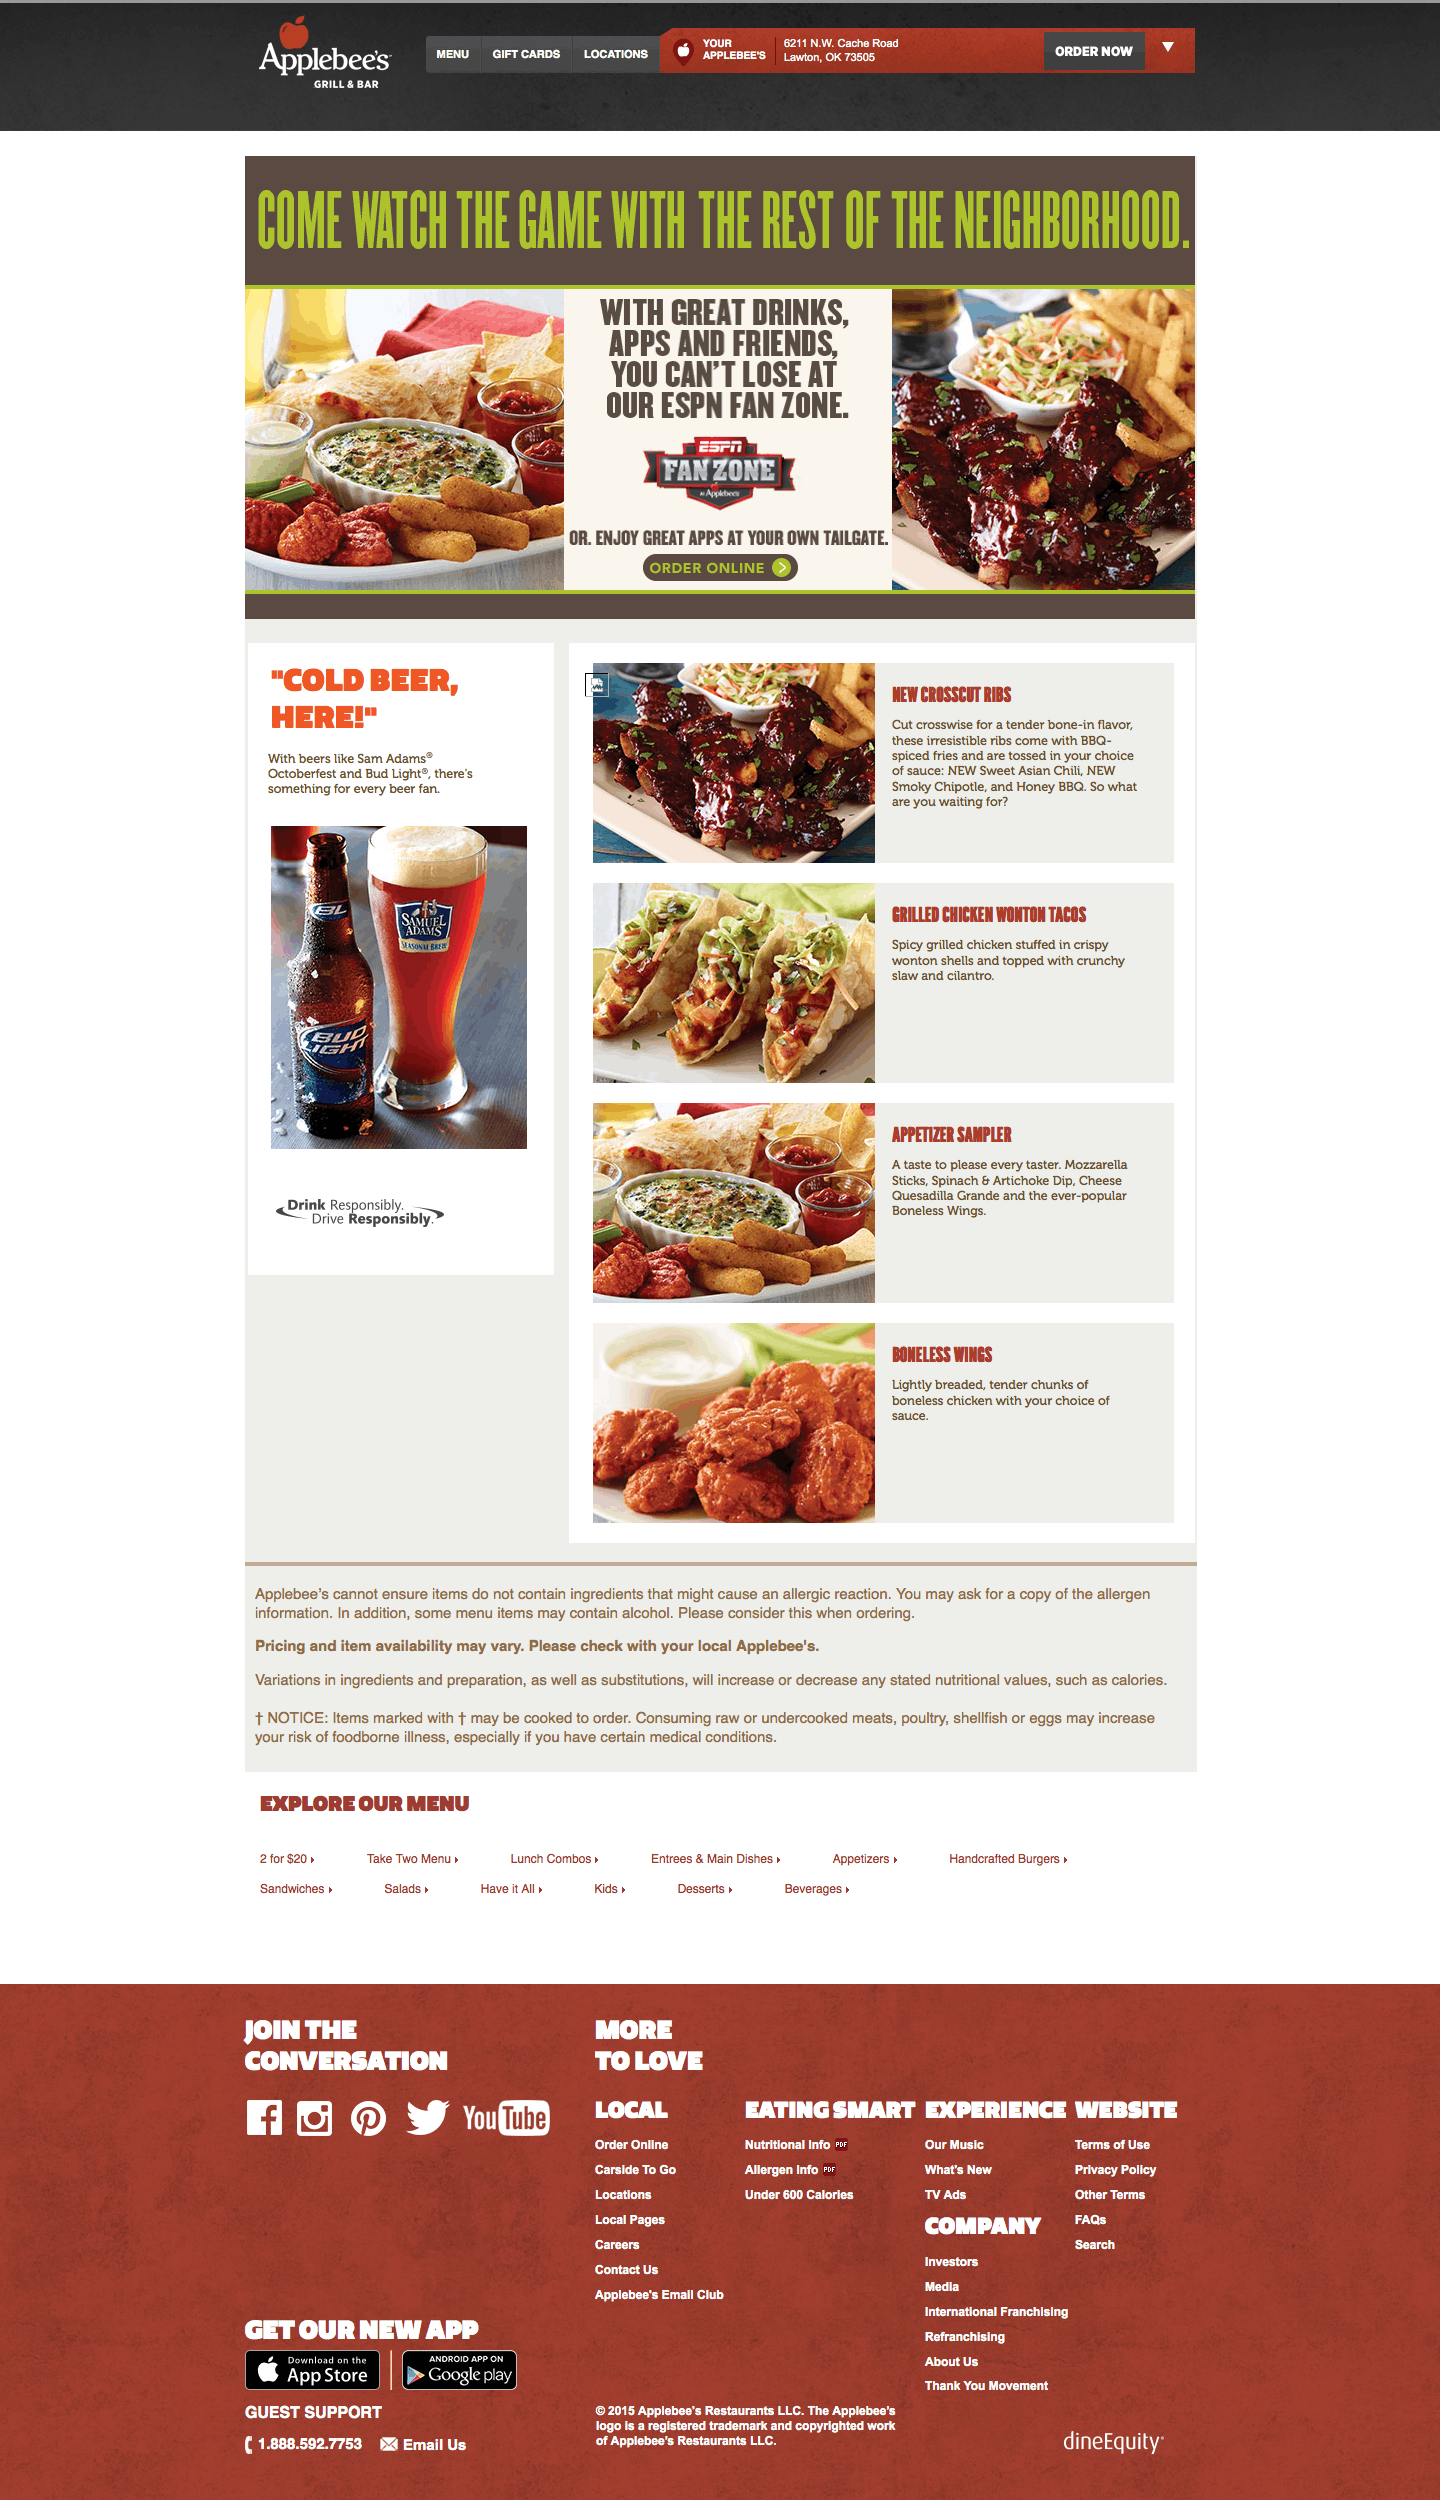 Applebee's
GRILL & BAR
MENU
GIFT CARDS
LOCATIONS
YOUR
APPLEBEE'S
6211 N.W. Cache Road
Lawton, OK 73505
ORDER NOW
COME WATCH THE GAME WITH THE REST OF THE NEIGHBORHOOD.
WITH GREAT DRINKS,
APPS AND FRIENDS,
YOU CAN'T LOSE AT
OUR ESPN FAN ZONE.
ESPN
FAN ZONE
AT Applebee's
OR. ENJOY GREAT APPS AT YOUR OWN TAILGATE.
ORDER ONLINE
"COLD BEER,
HERE!"
With beers like Sam Adams®
Octoberfest and Bud Light®, there's
something for every beer fan.
BL
BUD
LIGHT
SAMUEL
ADAMS
SEASONAL BREW
Drink Responsibly.
Drive Responsibly.
NEW CROSSCUT RIBS
Cut crosswise for a tender bone-in flavor,
these irresistible ribs come with BBQ-
spiced fries and are tossed in your choice
of sauce: NEW Sweet Asian Chili, NEW
Smoky Chipotle, and Honey BBQ. So what
are you waiting for?
GRILLED CHICKEN WONTON TACOS
Spicy grilled chicken stuffed in crispy
wonton shells and topped with crunchy
slaw and cilantro.
APPETIZER SAMPLER
A taste to please every taster. Mozzarella
Sticks, Spinach & Artichoke Dip, Cheese
Quesadilla Grande and the ever-popular
Boneless Wings.
BONELESS WINGS
Lightly breaded, tender chunks of
boneless chicken with your choice of
sauce.
Applebee's cannot ensure items do not contain ingredients that might cause an allergic reaction. You may ask for a copy of the allergen
information. In addition, some menu items may contain alcohol. Please consider this when ordering.
Pricing and item availability may vary. Please check with your local Applebee's.
Variations in ingredients and preparation, as well as substitutions, will increase or decrease any stated nutritional values, such as calories.
† NOTICE: Items marked with † may be cooked to order. Consuming raw or undercooked meats, poultry, shellfish or eggs may increase
your risk of foodborne illness, especially if you have certain medical conditions.
EXPLORE OUR MENU
2 for $20 Take Two Menu Lunch Combos Entrees & Main Dishes Appetizers Handcrafted Burgers
Sandwiches Salads Have it All Kids Desserts Beverages
JOIN THE
CONVERSATION
YouTube
GET OUR NEW APP
Download on the
App Store
ANDROID APP ON
Google play
GUEST SUPPORT
1.888.592.7753
Email Us
MORE
TO LOVE
LOCAL
Order Online
Carside To Go
Locations
Local Pages
Careers
Contact Us
Applebee's Email Club
EATING SMART
Nutritional Info PDF
Allergen Info PDF
Under 600 Calories
EXPERIENCE
Our Music
What's New
TV Ads
COMPANY
Investors
Media
International Franchising
Refranchising
About Us
Thank You Movement
WEBSITE
Terms of Use
Privacy Policy
Other Terms
FAQs
Search
© 2015 Applebee's Restaurants LLC. The Applebee's
logo is a registered trademark and copyrighted work
of Applebee's Restaurants LLC.
dineEquity